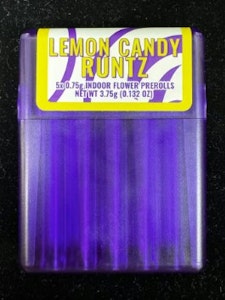 LEMON CANDY
RUNTZ
5x 0.75g INDOOR FLOWER PREROLLS
NET WT 3.75g (0.132 OZ)